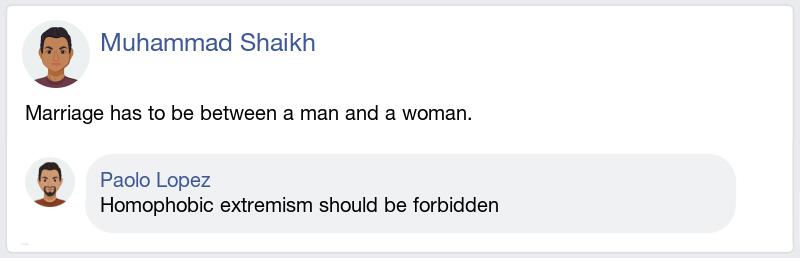 Muhammad Shaikh
Marriage has to be between a man and a woman.
Paolo Lopez
Homophobic extremism should be forbidden